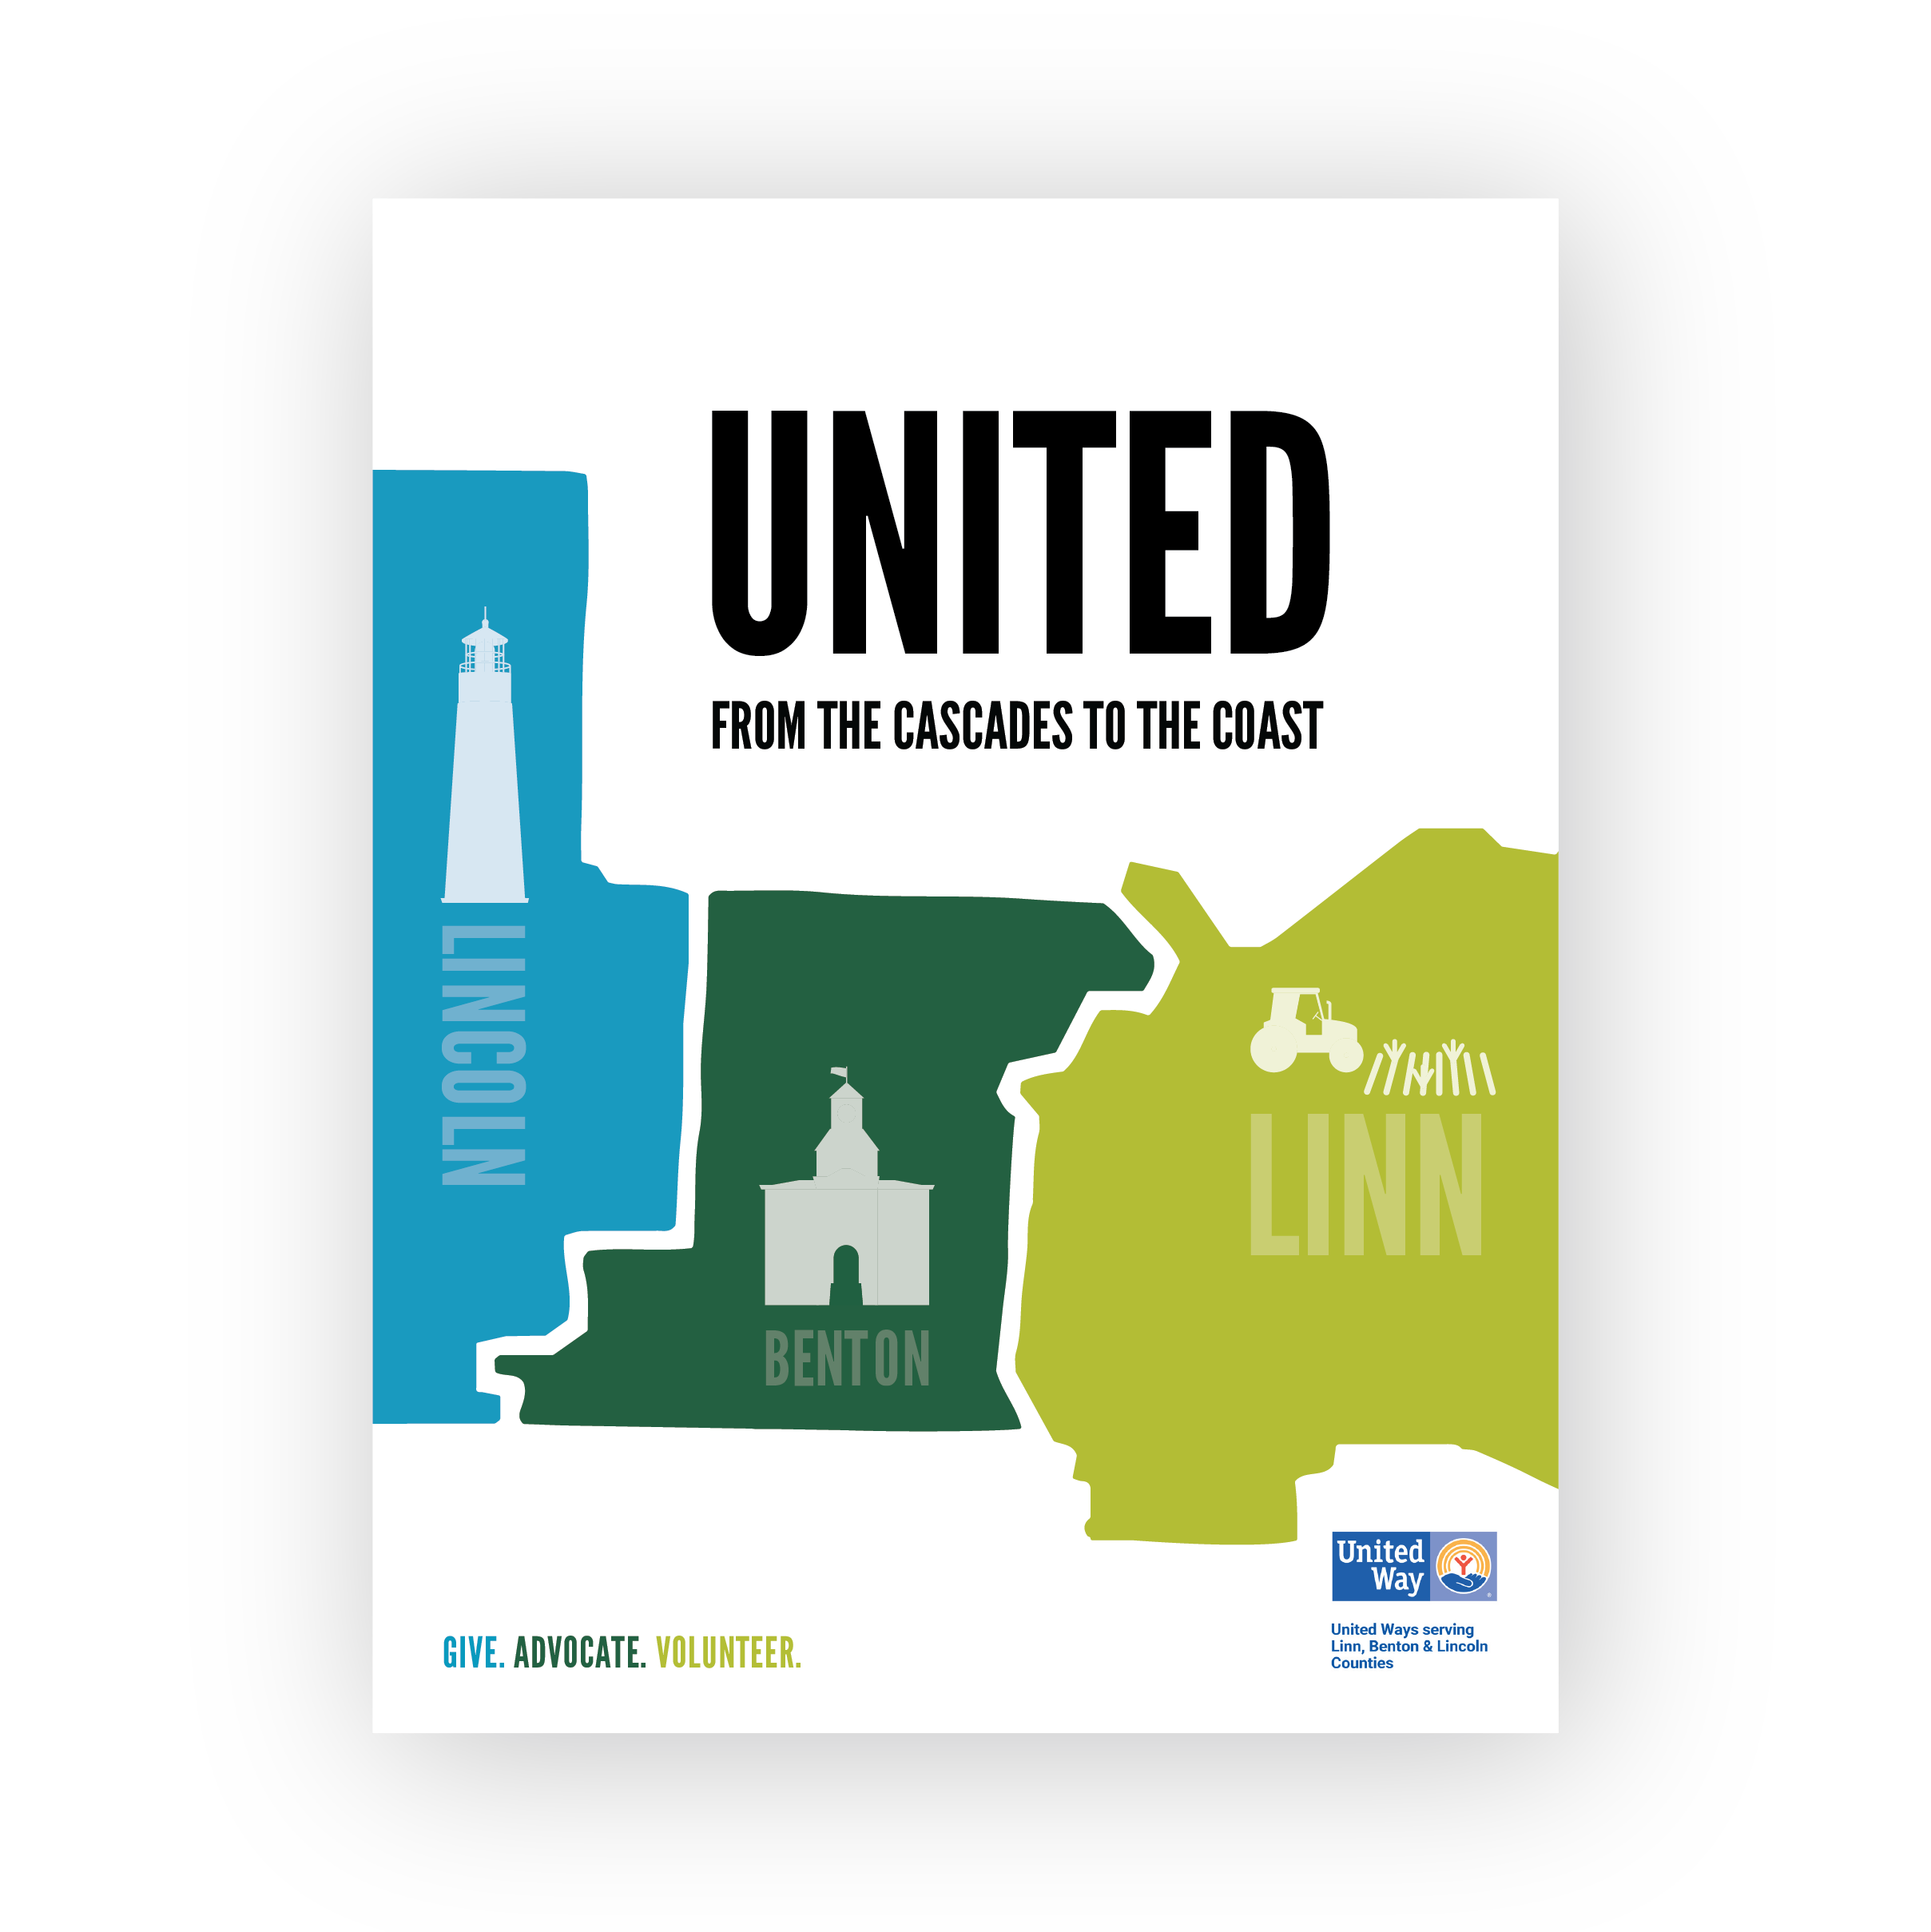 UNITED
FROM THE CASCADES TO THE COAST
LINCOLN
BENTON
LINN
GIVE. ADVOCATE. VOLUNTEER.
United
Way
®
United Ways serving
Linn, Benton & Lincoln
Counties